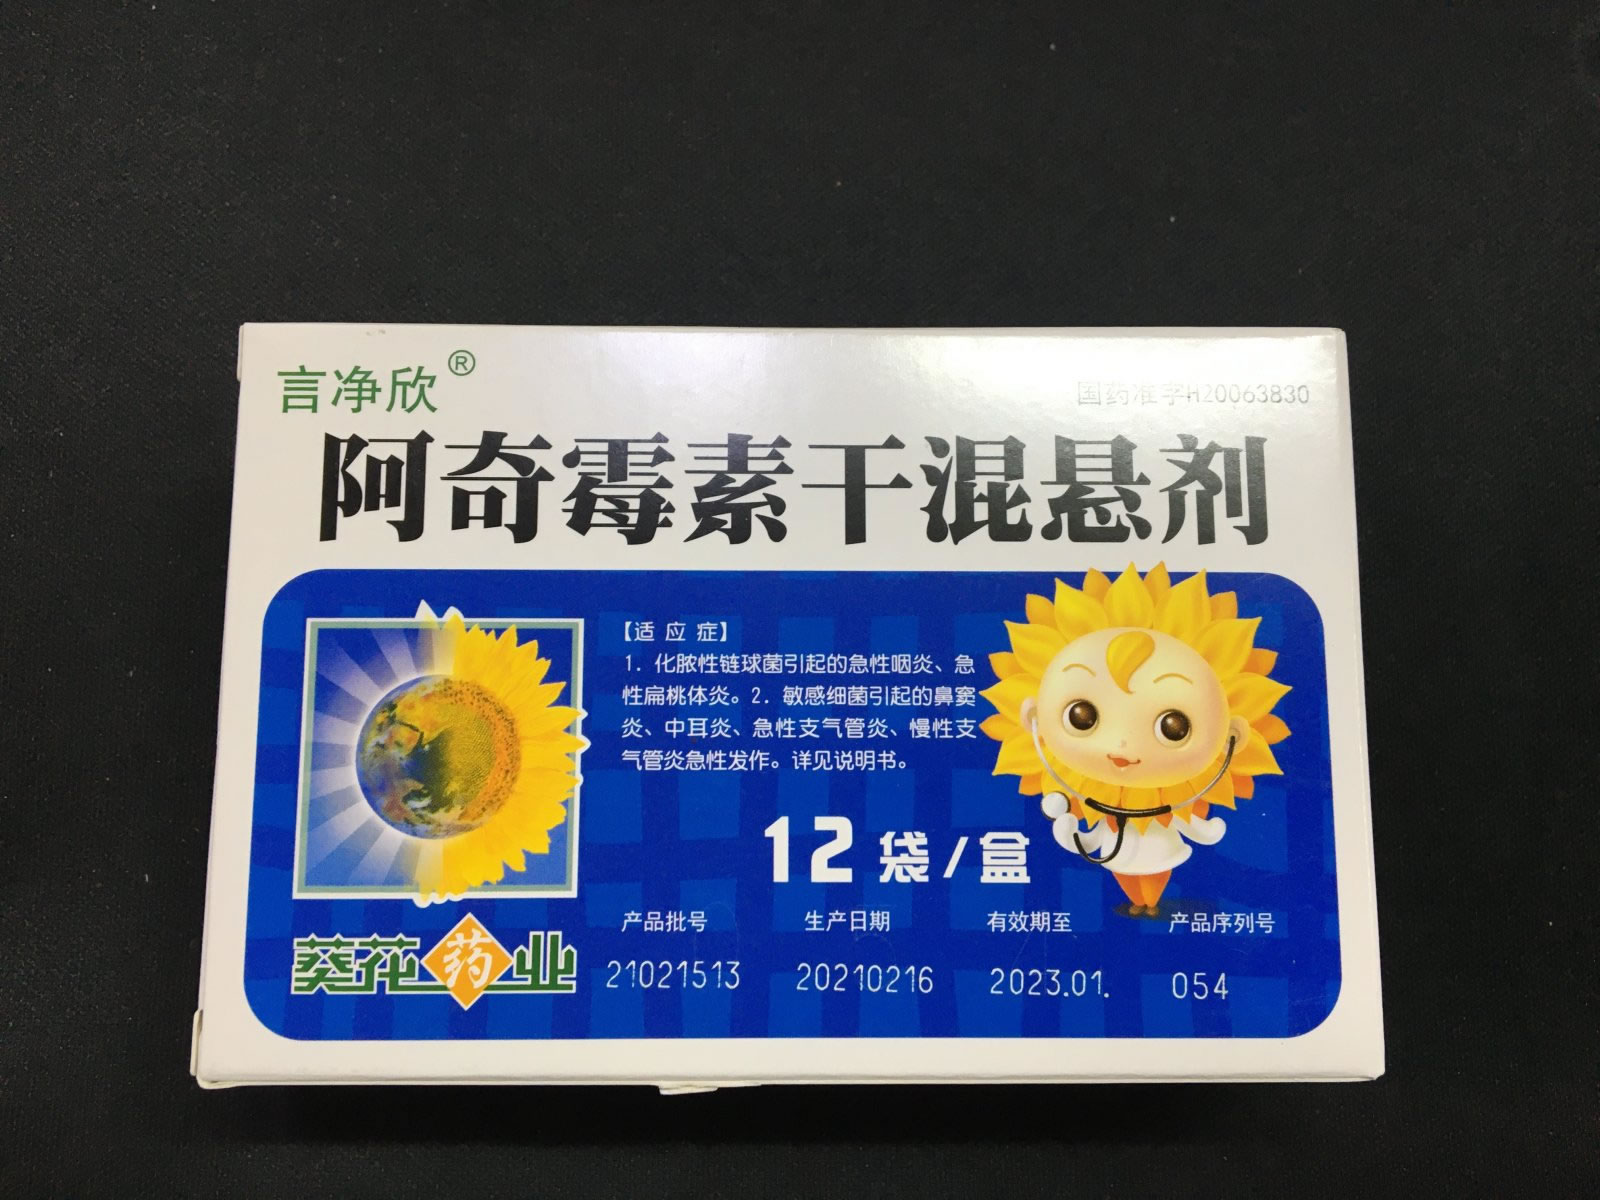 言净欣®
国药准字H20063830
阿奇霉素干混悬剂
【适应症】
1. 化脓性链球菌引起的急性咽炎、急
性扁桃体炎。2. 敏感细菌引起的鼻窦
炎、中耳炎、急性支气管炎、慢性支
气管炎急性发作。详见说明书。
12袋/盒
葵花药业
产品批号 生产日期 有效期至 产品序列号
21021513 20210216 2023.01. 054